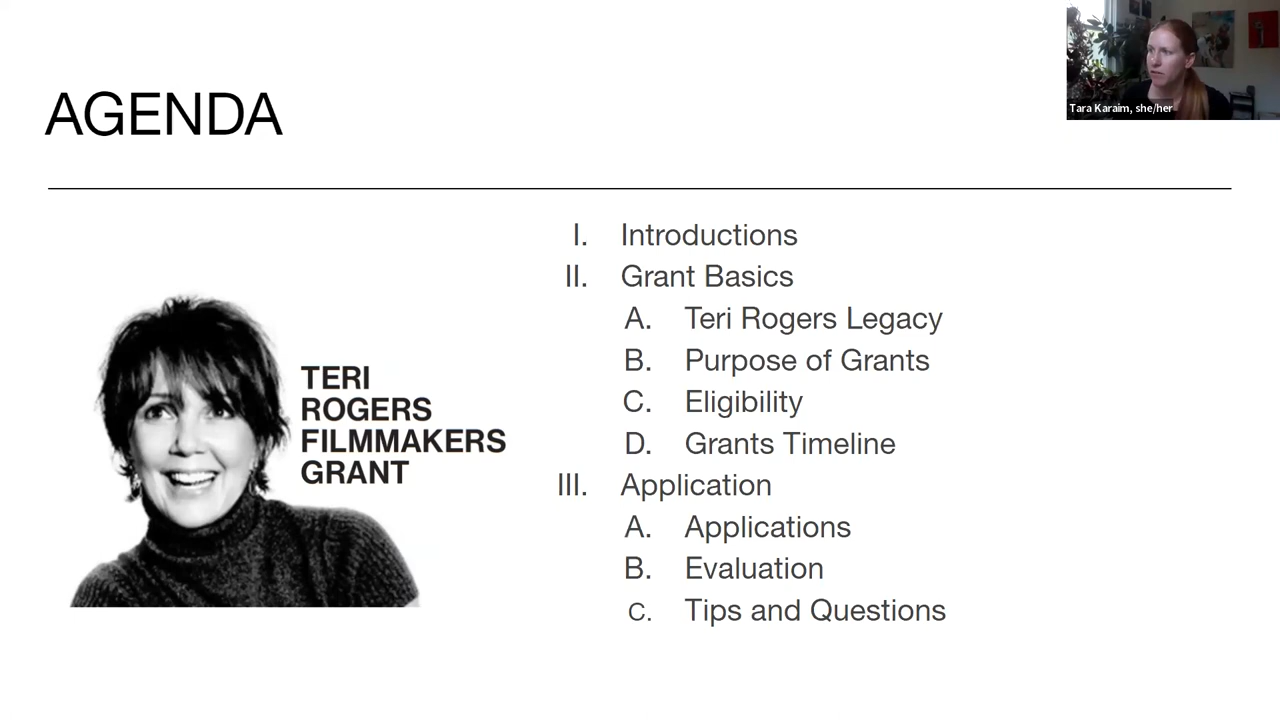 AGENDA
Tara Karaim, she/her
TERI
ROGERS
FILMMAKERS
GRANT
I. Introductions
II. Grant Basics
A. Teri Rogers Legacy
B. Purpose of Grants
C. Eligibility
D. Grants Timeline
III. Application
A. Applications
B. Evaluation
C. Tips and Questions